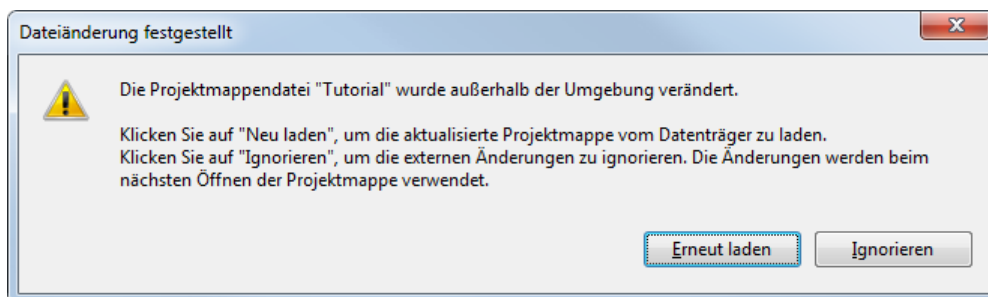 Dateiänderung festgestellt
Die Projektmappendatei "Tutorial" wurde außerhalb der Umgebung verändert.
Klicken Sie auf "Neu laden", um die aktualisierte Projektmappe vom Datenträger zu laden.
Klicken Sie auf "Ignorieren", um die externen Änderungen zu ignorieren. Die Änderungen werden beim
nächsten Öffnen der Projektmappe verwendet.
Erneut laden
Ignorieren